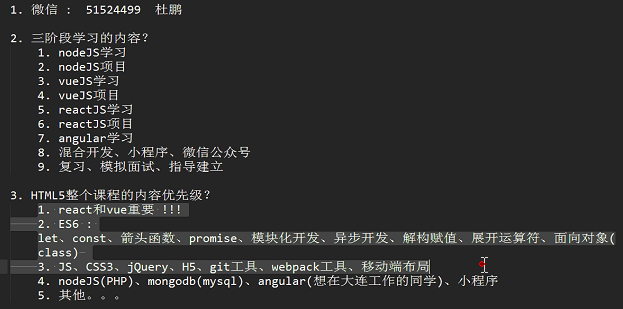 1. 微信 : 51524499 杜鹏
2. 三阶段学习的内容?
1. nodeJS学习
2. nodeJS项目
3. vueJS学习
4. vueJS项目
5. reactJS学习
6. reactJS项目
7. angular学习
8. 混合开发、小程序、微信公众号
9. 复习、模拟面试、指导建立
3. HTML5整个课程的内容优先级?
1. react和vue重要 !!!
2. ES6 :
let、const、箭头函数、promise、模块化开发、异步开发、解构赋值、展开运算符、面向对象(
class)
3. JS、CSS3、jQuery、H5、git工具、webpack工具、移动端布局
4. nodeJS(PHP)、mongodb(mysql)、angular(想在大连工作的同学)、小程序
5. 其他。。。